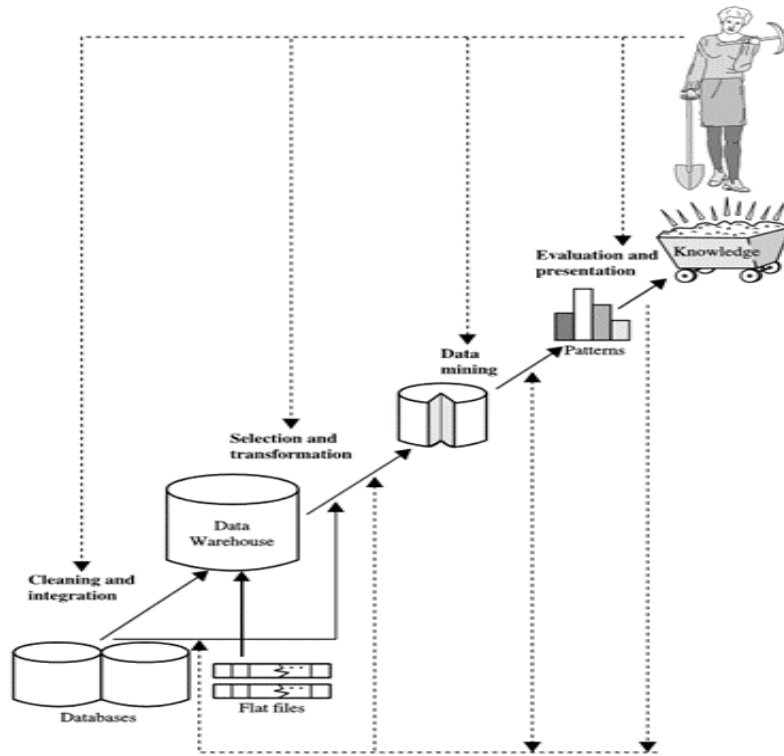 Evaluation and
presentation
Knowledge
Patterns
Data
mining
Selection and
transformation
Data
Warehouse
Cleaning and
integration
Databases
Flat files